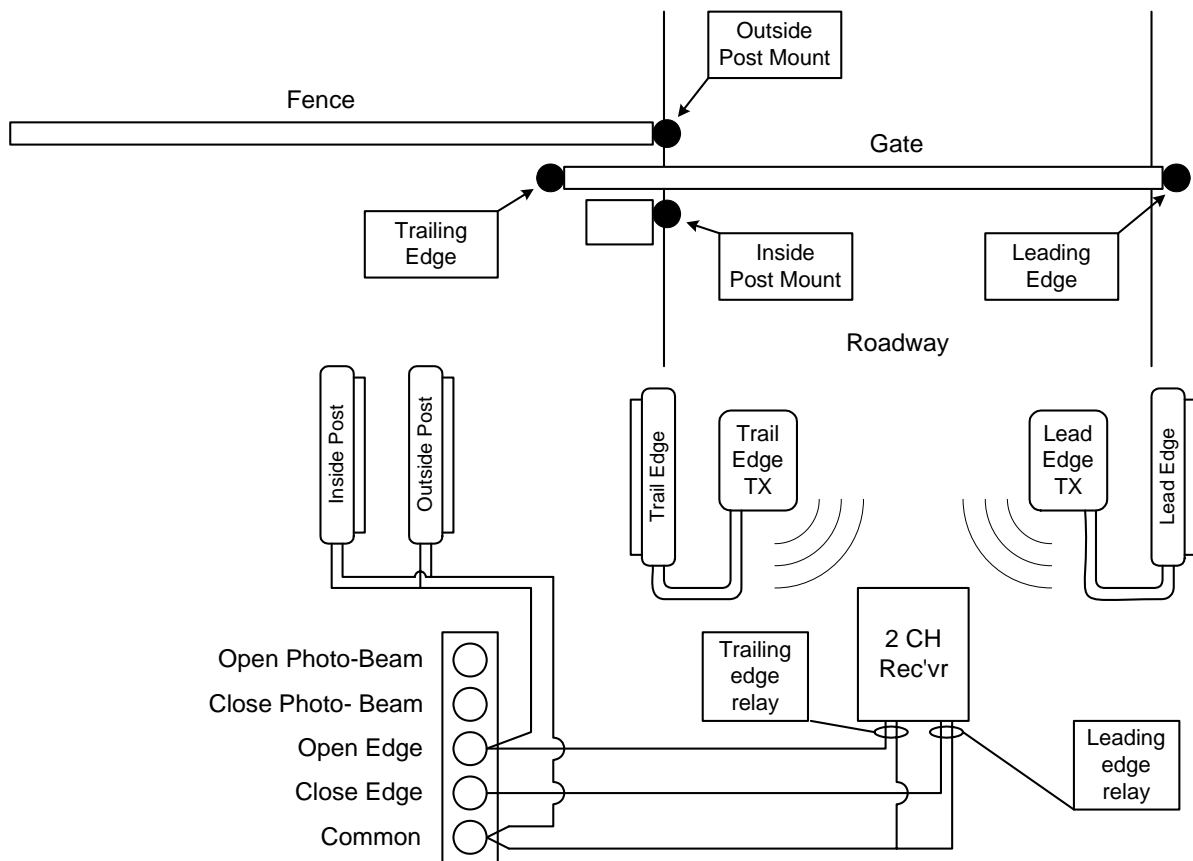 Outside
Post Mount
Fence
Gate
Trailing
Edge
Inside
Post Mount
Leading
Edge
Roadway
Inside Post
Outside Post
Trail Edge
Trail
Edge
TX
Lead
Edge
TX
Lead Edge
2 CH
Rec'vr
Trailing
edge
relay
Leading
edge
relay
Open Photo-Beam
Close Photo- Beam
Open Edge
Close Edge
Common